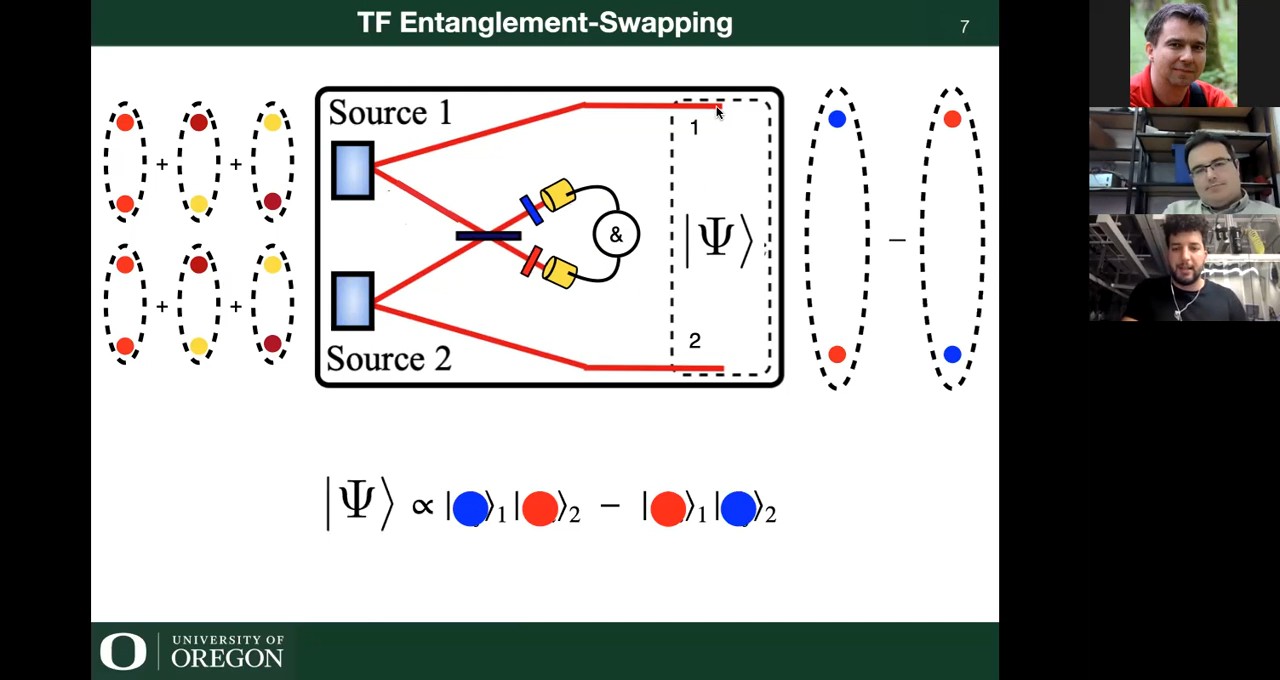 TF Entanglement-Swapping
7
Source 1
1
&
|Ψ⟩
2
Source 2
+ +
+ +
−
|Ψ⟩ ∝ | ⟩₁| ⟩₂ − | ⟩₁| ⟩₂
O
UNIVERSITY OF
OREGON